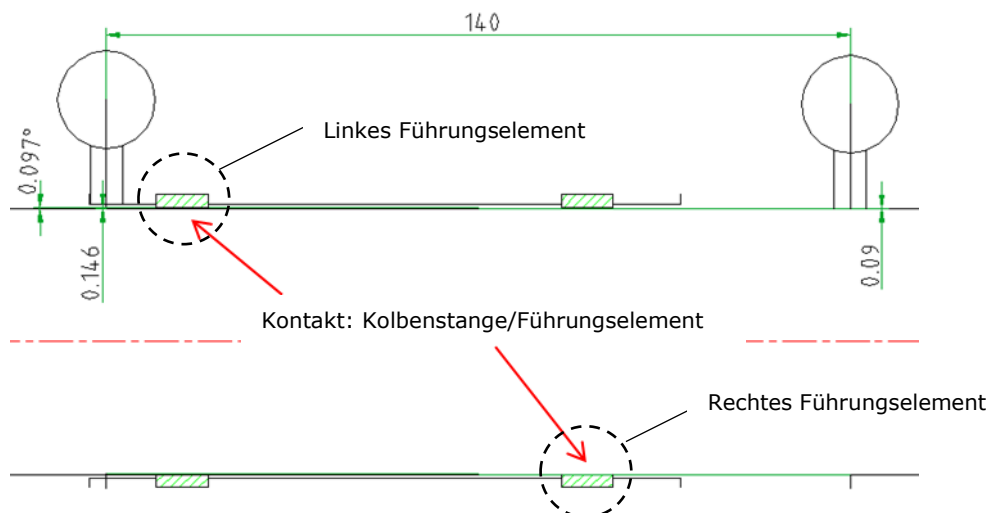 140
Linkes Führungselement
0.097°
0.146
0.09
Kontakt: Kolbenstange/Führungselement
Rechtes Führungselement